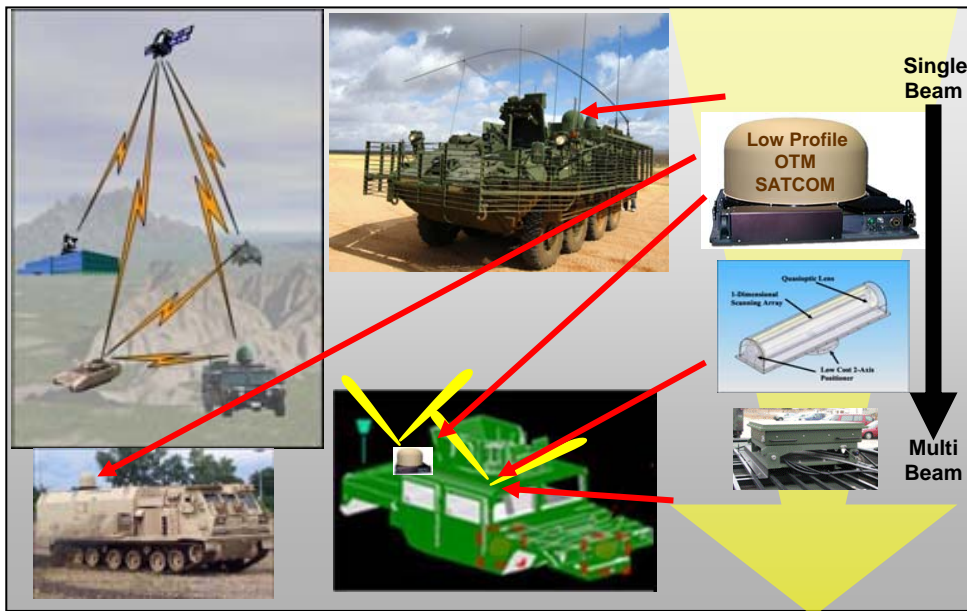 Single
Beam
Low Profile
OTM
SATCOM
Quasioptic Lens
1-Dimensional
Scanning Array
Low Cost 2-Axis
Positioner
Multi
Beam